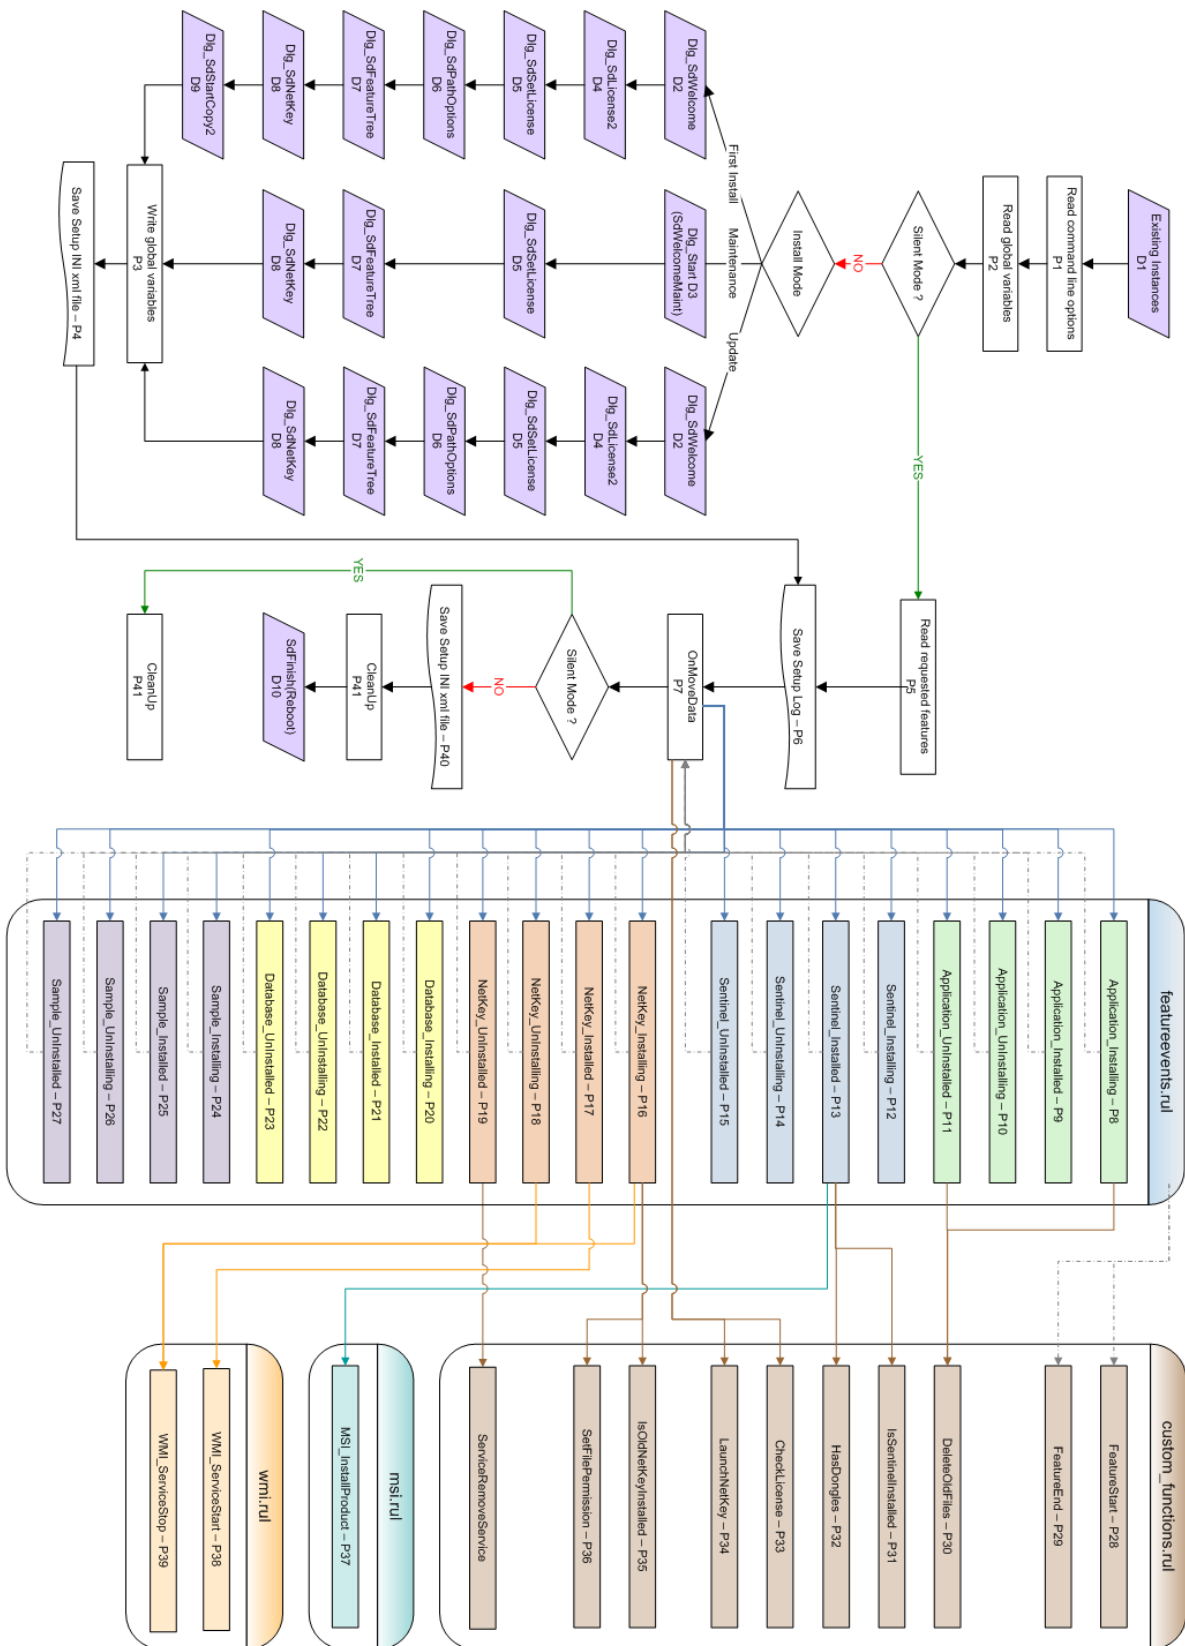 Existing Instances
D1
Read command line options
P1
Read global variables
P2
Silent Mode ?
NO
YES
Install Mode
First Install
Maintenance
Update
Dlg_SdWelcome
D2
Dlg_SdLicense2
D4
Dlg_SdSetLicense
D5
Dlg_SdPathOptions
D6
Dlg_SdFeatureTree
D7
Dlg_SdNetKey
D8
Dlg_SdStartCopy2
D9
Dlg_Start D3
(SdWelcomeMaint)
Dlg_SdSetLicense
D5
Dlg_SdFeatureTree
D7
Dlg_SdNetKey
D8
Dlg_SdWelcome
D2
Dlg_SdLicense2
D4
Dlg_SdSetLicense
D5
Dlg_SdPathOptions
D6
Dlg_SdFeatureTree
D7
Dlg_SdNetKey
D8
Write global variables
P3
Save Setup INI xml file – P4
Read requested features
P5
Save Setup Log – P6
OnMoveData
P7
Silent Mode ?
NO
YES
Save Setup INI xml file – P40
CleanUp
P41
SdFinish(Reboot)
D10
CleanUp
P41
featureevents.rul
Application_Installing – P8
Application_Installed – P9
Application_UnInstalling – P10
Application_UnInstalled – P11
Sentinel_Installing – P12
Sentinel_Installed – P13
Sentinel_UnInstalling – P14
Sentinel_UnInstalled – P15
NetKey_Installing – P16
NetKey_Installed – P17
NetKey_UnInstalling – P18
NetKey_UnInstalled – P19
Database_Installing – P20
Database_Installed – P21
Database_UnInstalling – P22
Database_UnInstalled – P23
Sample_Installing – P24
Sample_Installed – P25
Sample_UnInstalling – P26
Sample_UnInstalled – P27
custom_functions.rul
FeatureStart – P28
FeatureEnd – P29
DeleteOldFiles – P30
IsSentinelInstalled – P31
HasDongles – P32
CheckLicense – P33
LaunchNetKey – P34
IsOldNetKeyInstalled – P35
SetFilePermission – P36
ServiceRemoveService
msi.rul
MSI_InstallProduct – P37
wmi.rul
WMI_ServiceStart – P38
WMI_ServiceStop – P39